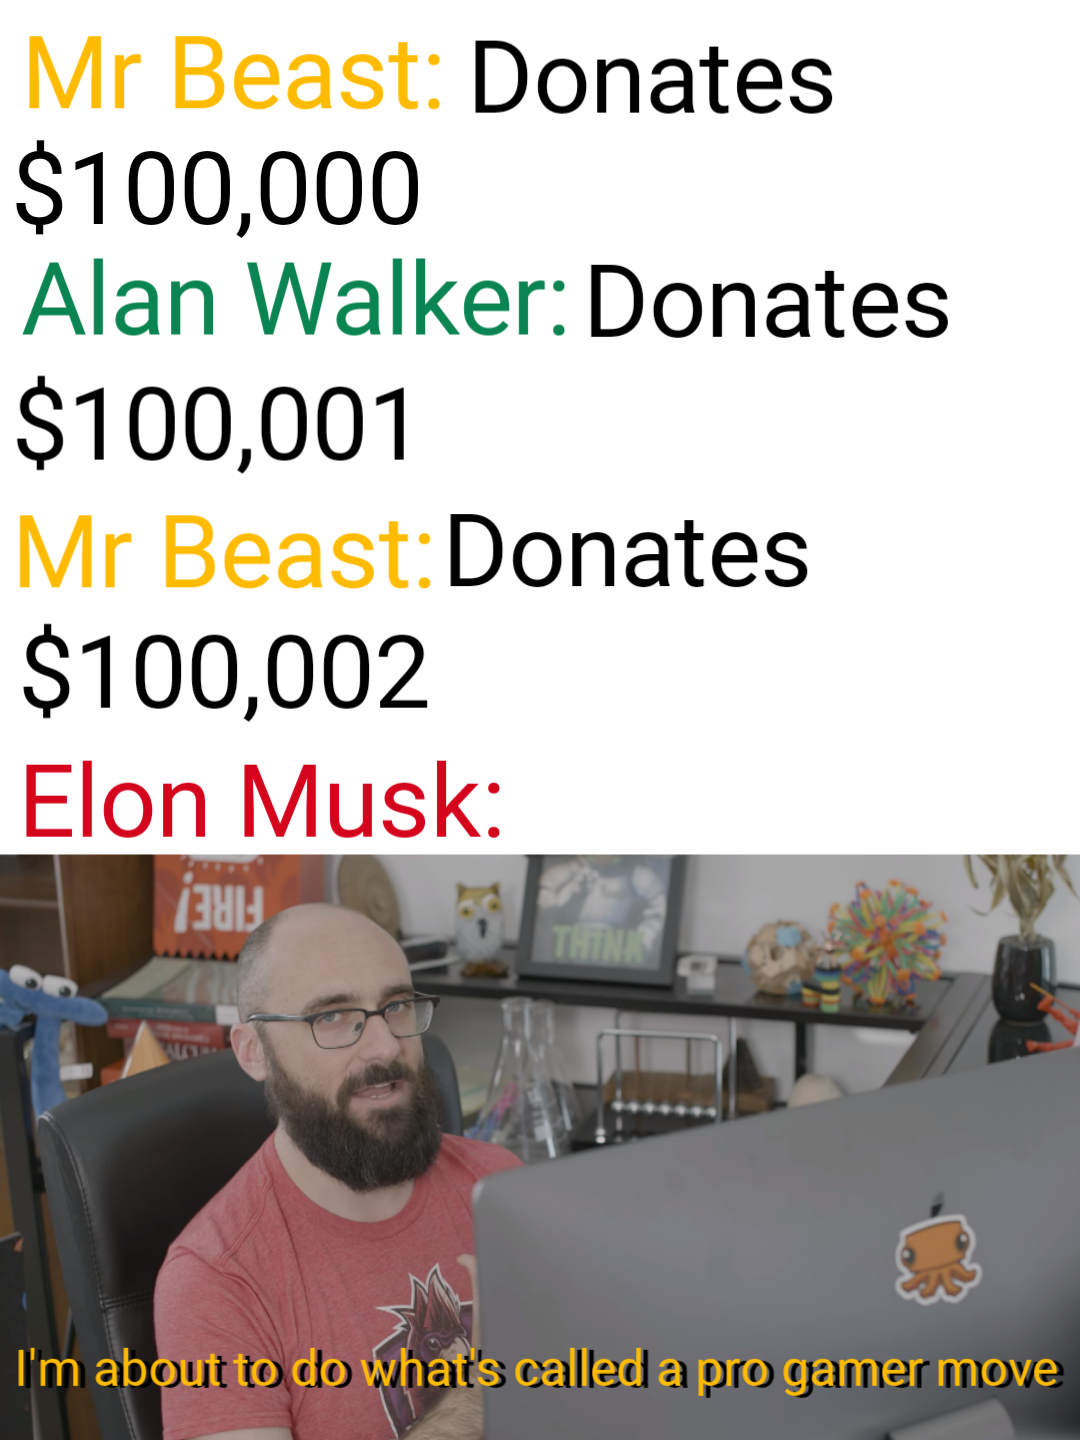 Mr Beast: Donates
$100,000
Alan Walker: Donates
$100,001
Mr Beast: Donates
$100,002
Elon Musk:
FIRE!
THINK
I'm about to do what's called a pro gamer move